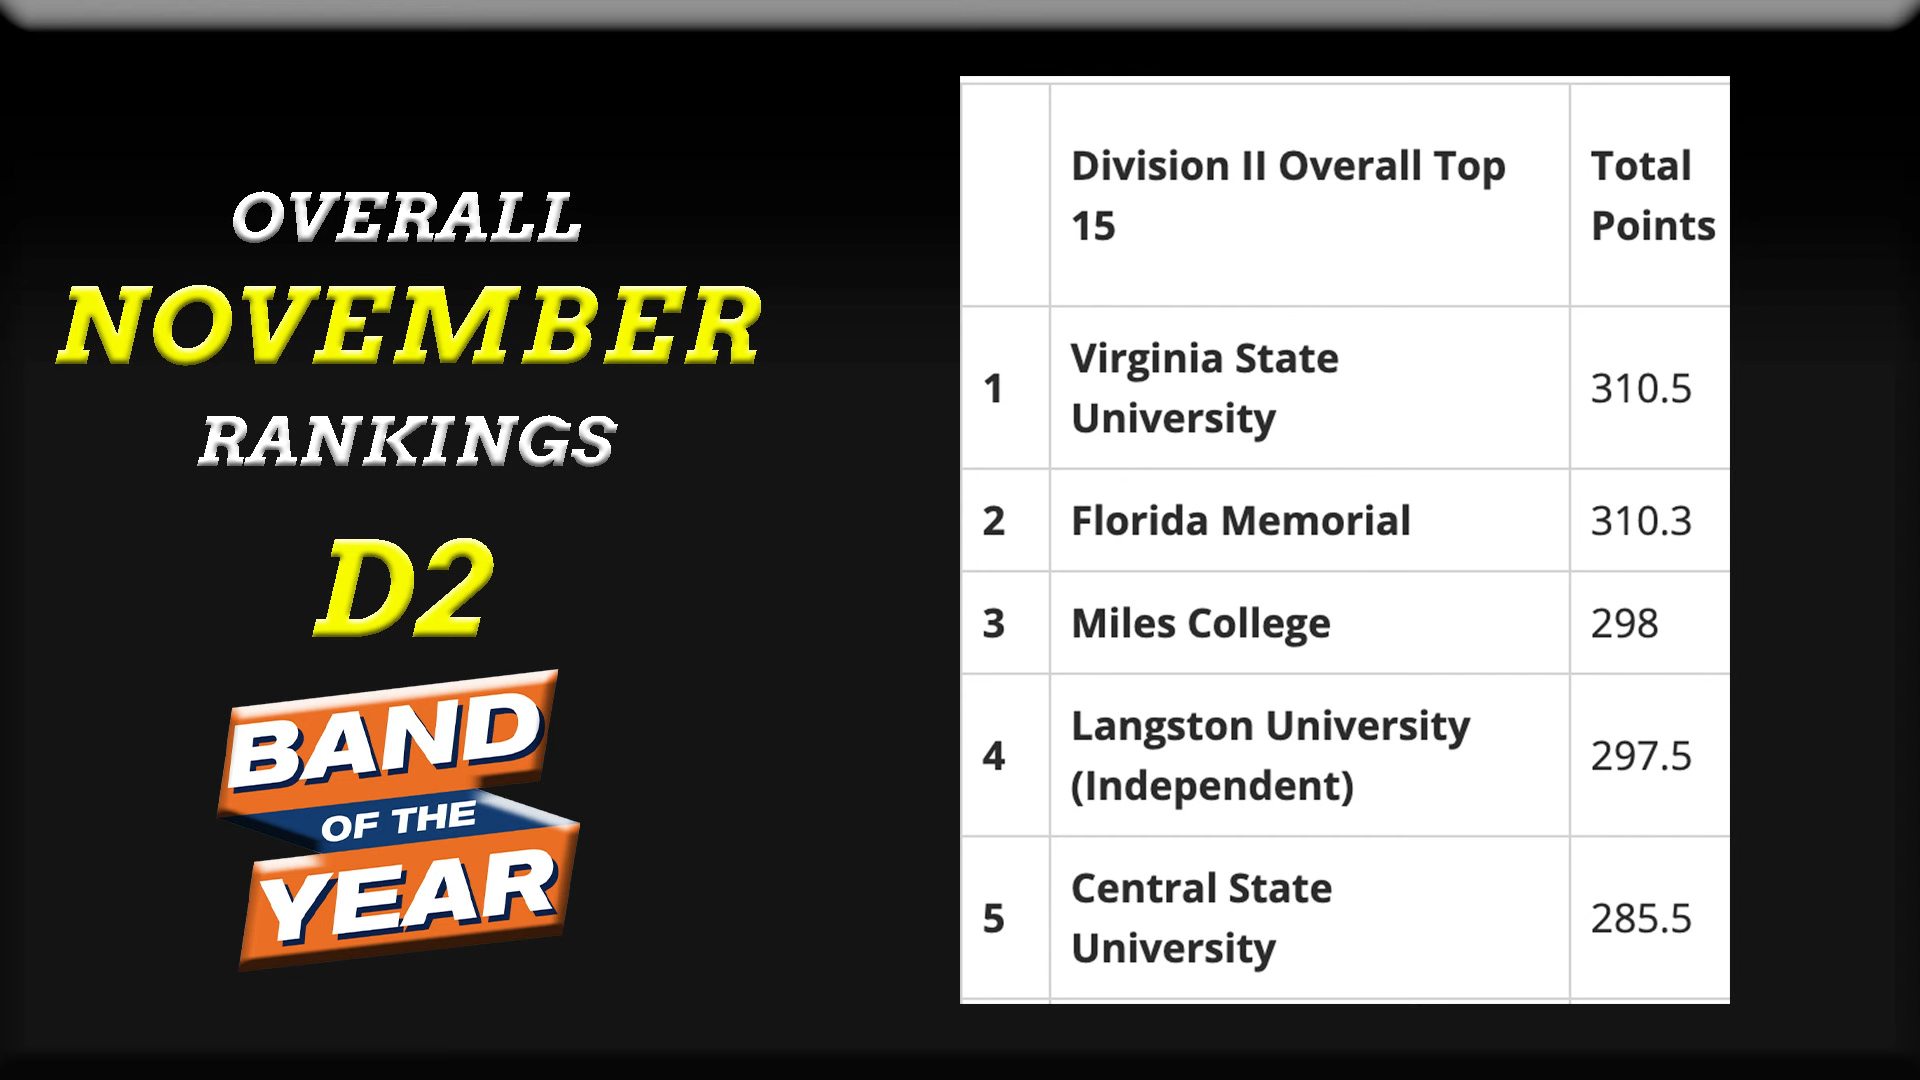 OVERALL
NOVEMBER
RANKINGS
D2
BAND
OF THE
YEAR
Division II Overall Top
15
Total
Points
1
Virginia State
University
310.5
2
Florida Memorial
310.3
3
Miles College
298
4
Langston University
(Independent)
297.5
5
Central State
University
285.5